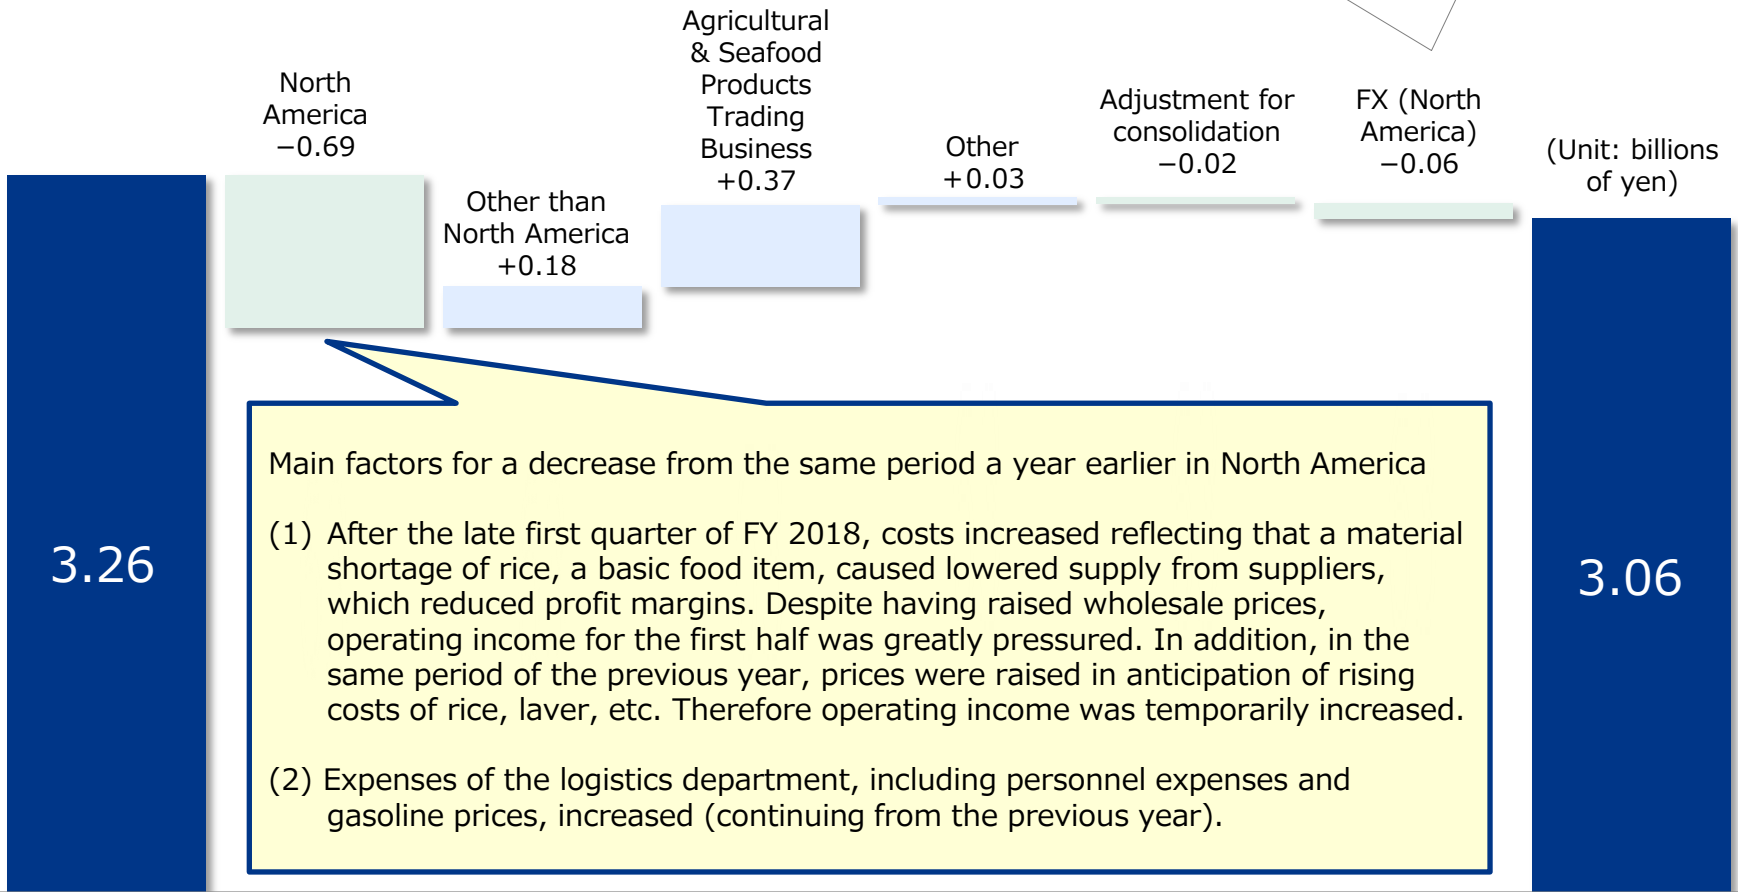 North
America
−0.69
Other than
North America
+0.18
Agricultural
& Seafood
Products
Trading
Business
+0.37
Other
+0.03
Adjustment for
consolidation
−0.02
FX (North
America)
−0.06
(Unit: billions
of yen)
3.26
Main factors for a decrease from the same period a year earlier in North America
(1) After the late first quarter of FY 2018, costs increased reflecting that a material
shortage of rice, a basic food item, caused lowered supply from suppliers,
which reduced profit margins. Despite having raised wholesale prices,
operating income for the first half was greatly pressured. In addition, in the
same period of the previous year, prices were raised in anticipation of rising
costs of rice, laver, etc. Therefore operating income was temporarily increased.
(2) Expenses of the logistics department, including personnel expenses and
gasoline prices, increased (continuing from the previous year).
3.06